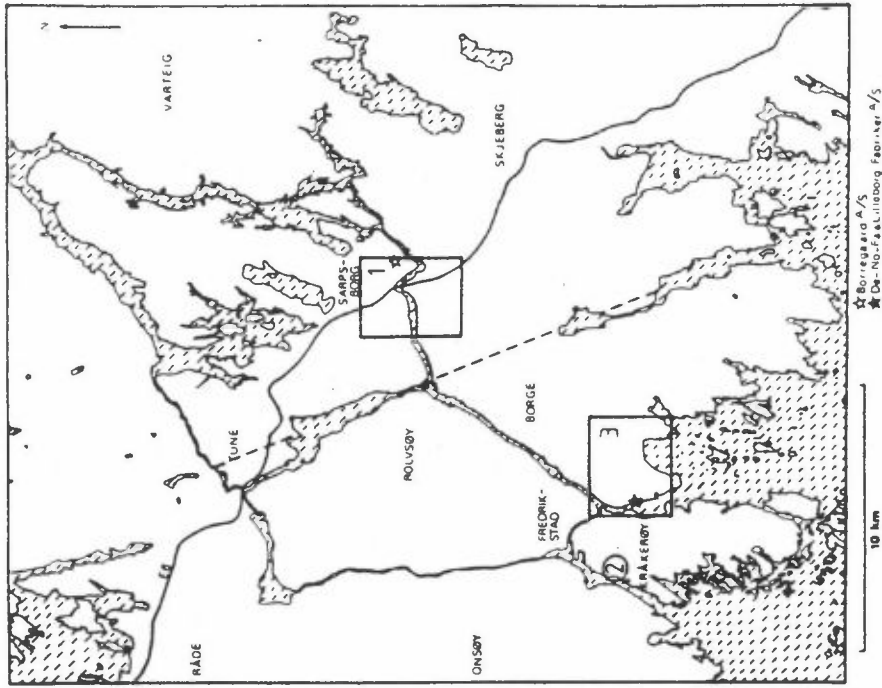 N
VARTEIG
SKJEBERG
SARPS-
BORG
1
TUNE
E6
ROLVSØY
BORGE
3
FREDRIK-
STAD
2
KRÅKERØY
RÅDE
ONSØY
10 km
☆ Borregaard A/S
★ De-No-Fa & Lilleborg Fabriker A/S